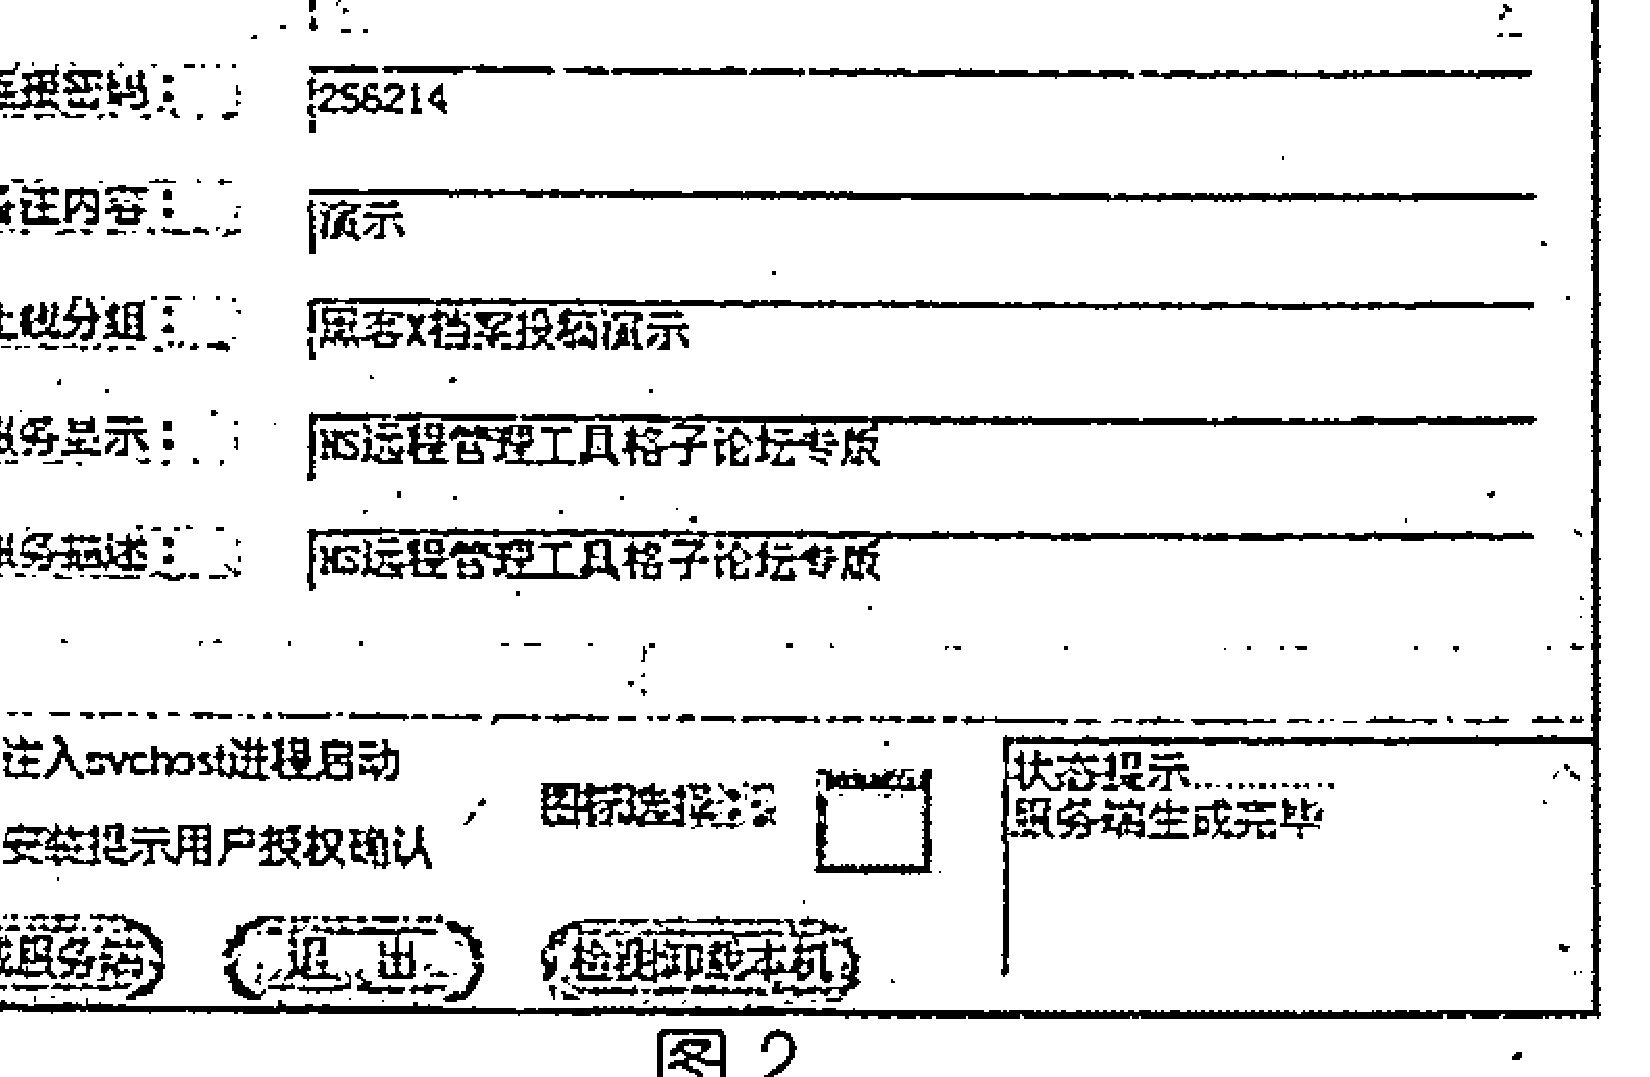 连接密码： 256214
备注内容： 演示
上线分组： 黑客X档案投稿演示
服务显示： NS远程管理工具格子论坛专版
服务描述： NS远程管理工具格子论坛专版
注入svchost进程启动
安装提示用户授权确认
图标选择
状态提示............
服务端生成完毕
成服务端
退 出
检测卸载本机
图 2